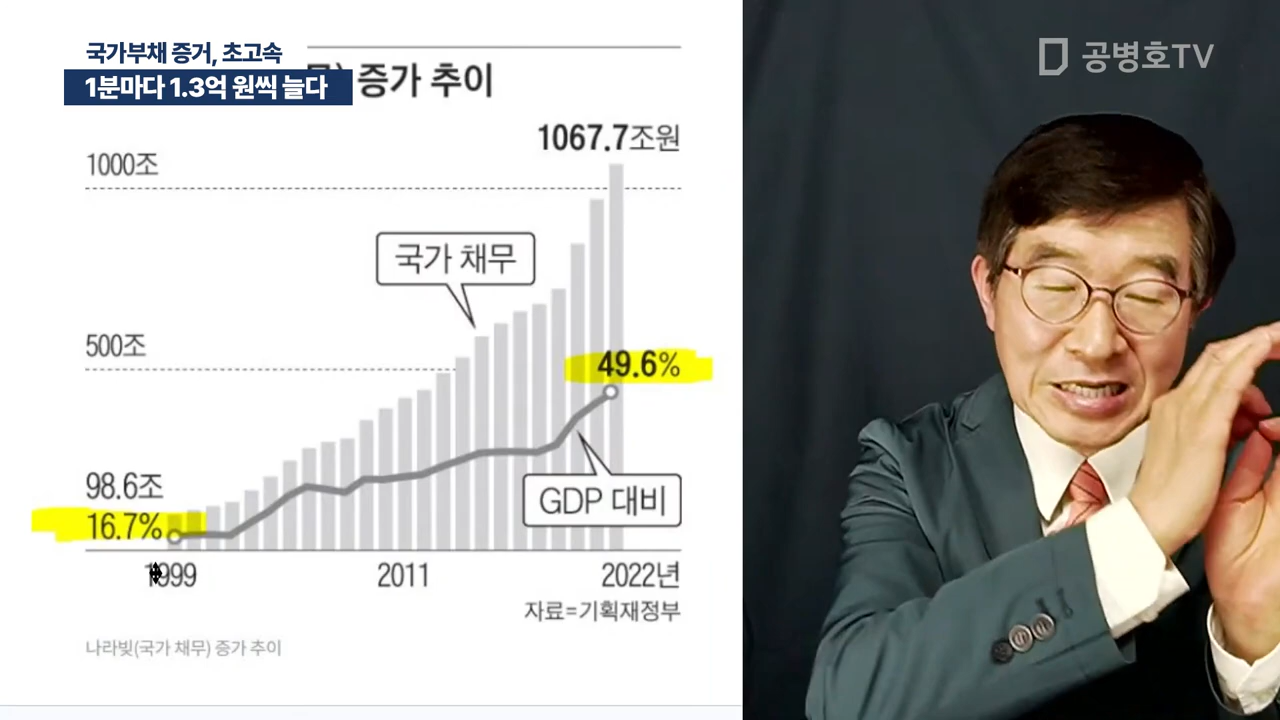 국가부채 증거, 초고속
1분마다 1.3억 원씩 늘다
증가 추이
공병호TV
1067.7조원
1000조
국가 채무
500조
49.6%
98.6조
GDP 대비
16.7%
1999
2011
2022년
자료=기획재정부
나라빚(국가 채무) 증가 추이